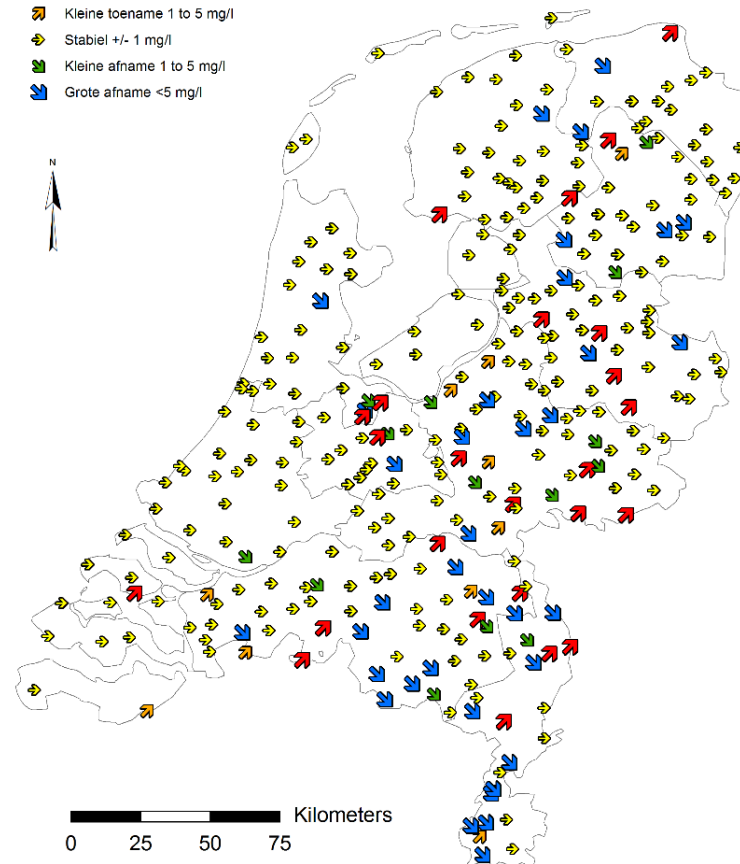 Kleine toename 1 to 5 mg/l
Stabiel +/- 1 mg/l
Kleine afname 1 to 5 mg/l
Grote afname <5 mg/l
N
Kilometers
0 25 50 75